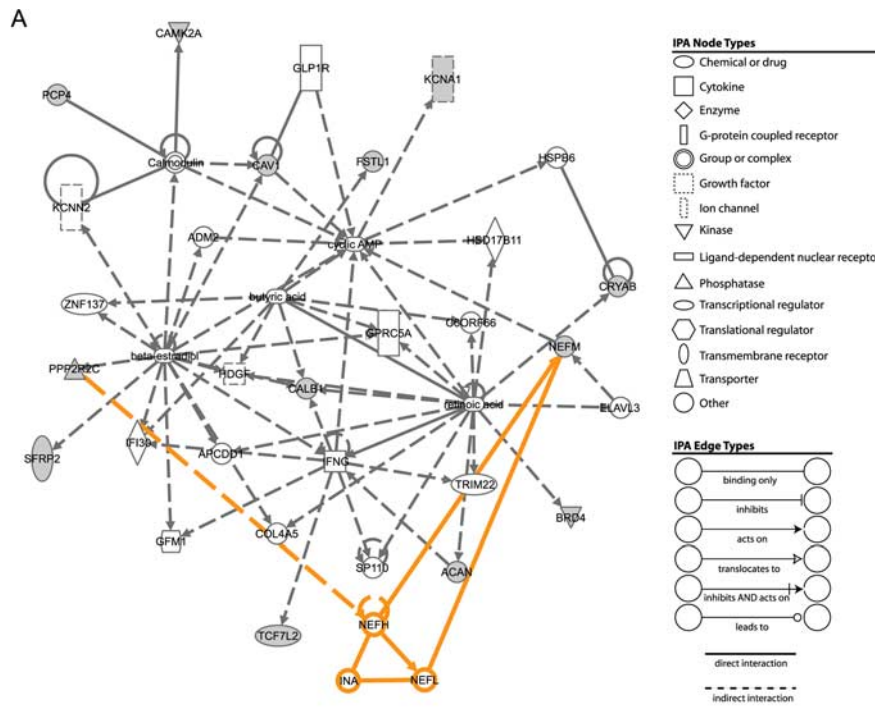 A
CAMK2A
GLP1R
KCNA1
PCP4
Calmodulin
CAV1
FSTL1
HSPB6
KCNN2
ADM2
cyclic AMP
HSD17B11
CRYAB
ZNF137
butyric acid
GPRC5A
C6ORF66
NEFM
beta-estradiol
PPP2R2C
HDGF
CALB1
retinoic acid
ELAVL3
SFRP2
IFI30
APCDD1
IFNG
TRIM22
BRD4
GFM1
COL4A5
SP110
ACAN
TCF7L2
NEFH
INA
NEFL
IPA Node Types
Chemical or drug
Cytokine
Enzyme
G-protein coupled receptor
Group or complex
Growth factor
Ion channel
Kinase
Ligand-dependent nuclear recepto
Phosphatase
Transcriptional regulator
Translational regulator
Transmembrane receptor
Transporter
Other
IPA Edge Types
binding only
inhibits
acts on
translocates to
inhibits AND acts on
leads to
direct interaction
indirect interaction